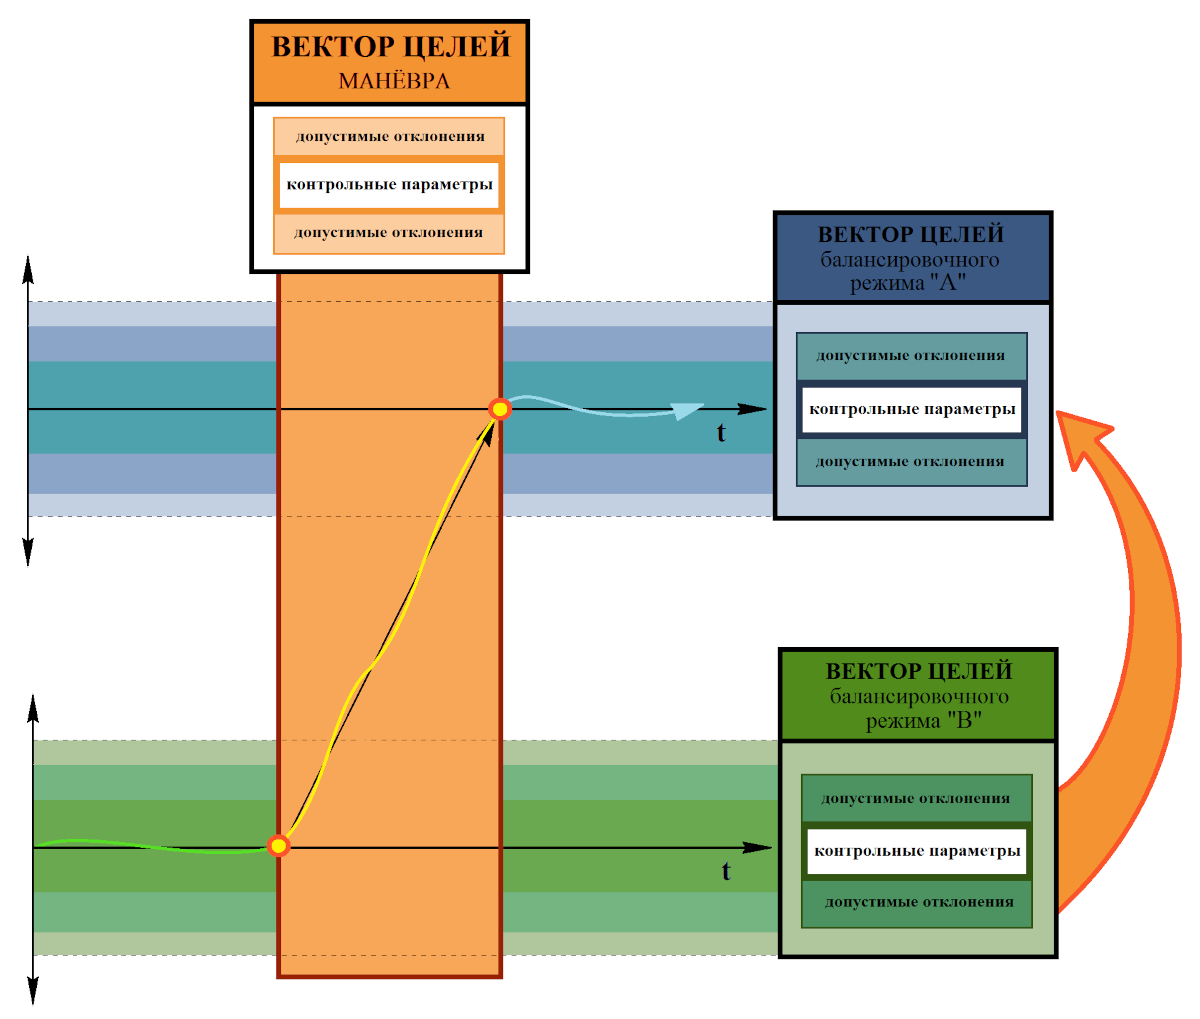 ВЕКТОР ЦЕЛЕЙ
МАНЁВРА
допустимые отклонения
контрольные параметры
допустимые отклонения
ВЕКТОР ЦЕЛЕЙ
балансировочного
режима "А"
допустимые отклонения
контрольные параметры
допустимые отклонения
t
ВЕКТОР ЦЕЛЕЙ
балансировочного
режима "В"
допустимые отклонения
контрольные параметры
допустимые отклонения
t